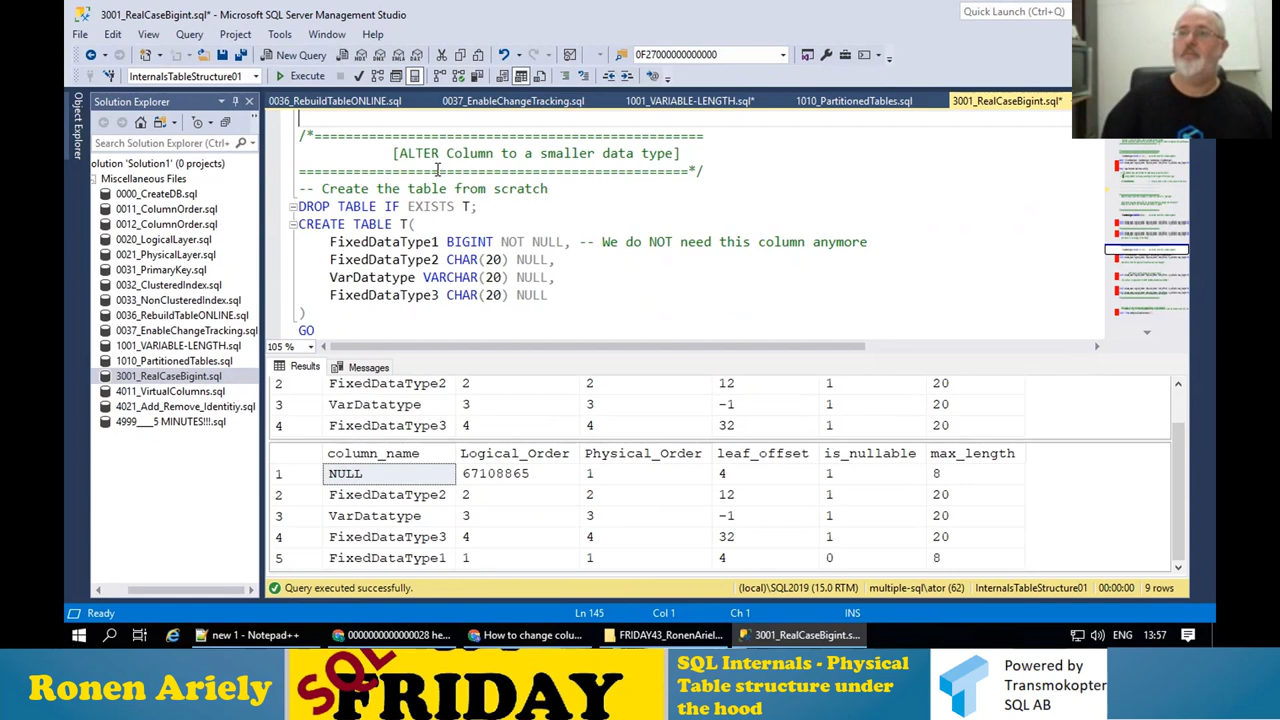 3001_RealCaseBigint.sql* - Microsoft SQL Server Management Studio
Quick Launch (Ctrl+Q)
File Edit View Query Project Tools Window Help
New Query
0F27000000000000
InternalsTableStructure01
Execute
Object Explorer
Solution Explorer
0036_RebuildTableONLINE.sql
0037_EnableChangeTracking.sql
1001_VARIABLE-LENGTH.sql*
1010_PartitionedTables.sql
3001_RealCaseBigint.sql*
Search Solution Explorer
olution 'Solution1' (0 projects)
Miscellaneous Files
0000_CreateDB.sql
0011_ColumnOrder.sql
0012_ColumnOrder.sql
0020_LogicalLayer.sql
0021_PhysicalLayer.sql
0031_PrimaryKey.sql
0032_ClusteredIndex.sql
0033_NonClusteredIndex.sql
0036_RebuildTableONLINE.sql
0037_EnableChangeTracking.sql
1001_VARIABLE-LENGTH.sql
1010_PartitionedTables.sql
3001_RealCaseBigint.sql
4011_VirtualColumns.sql
4021_Add_Remove_Identitiy.sql
4999___5 MINUTES!!!.sql
/*==================================================
[ALTER Column to a smaller data type]
==================================================*/
-- Create the table from scratch
DROP TABLE IF EXISTS T;
CREATE TABLE T(
FixedDataType1 BIGINT NOT NULL, -- We do NOT need this column anymore
FixedDataType2 CHAR(20) NULL,
VarDatatype VARCHAR(20) NULL,
FixedDataType3 CHAR(20) NULL
)
GO
105 %
Results Messages
2 FixedDataType2 2 2 12 1 20
3 VarDatatype 3 3 -1 1 20
4 FixedDataType3 4 4 32 1 20
column_name Logical_Order Physical_Order leaf_offset is_nullable max_length
1 NULL 67108865 1 4 1 8
2 FixedDataType2 2 2 12 1 20
3 VarDatatype 3 3 -1 1 20
4 FixedDataType3 4 4 32 1 20
5 FixedDataType1 1 1 4 0 8
Query executed successfully.
(local)\SQL2019 (15.0 RTM) multiple-sql\ator (62) InternalsTableStructure01 00:00:00 9 rows
Ready
Ln 145 Col 1 Ch 1 INS
new 1 - Notepad++
0000000000000028 he...
How to change colu...
FRIDAY43_RonenAriel...
3001_RealCaseBigint.s...
ENG 13:57
Ronen Ariely
SQL
FRIDAY
SQL Internals - Physical
Table structure under
the hood
Powered by
Transmokopter
SQL AB